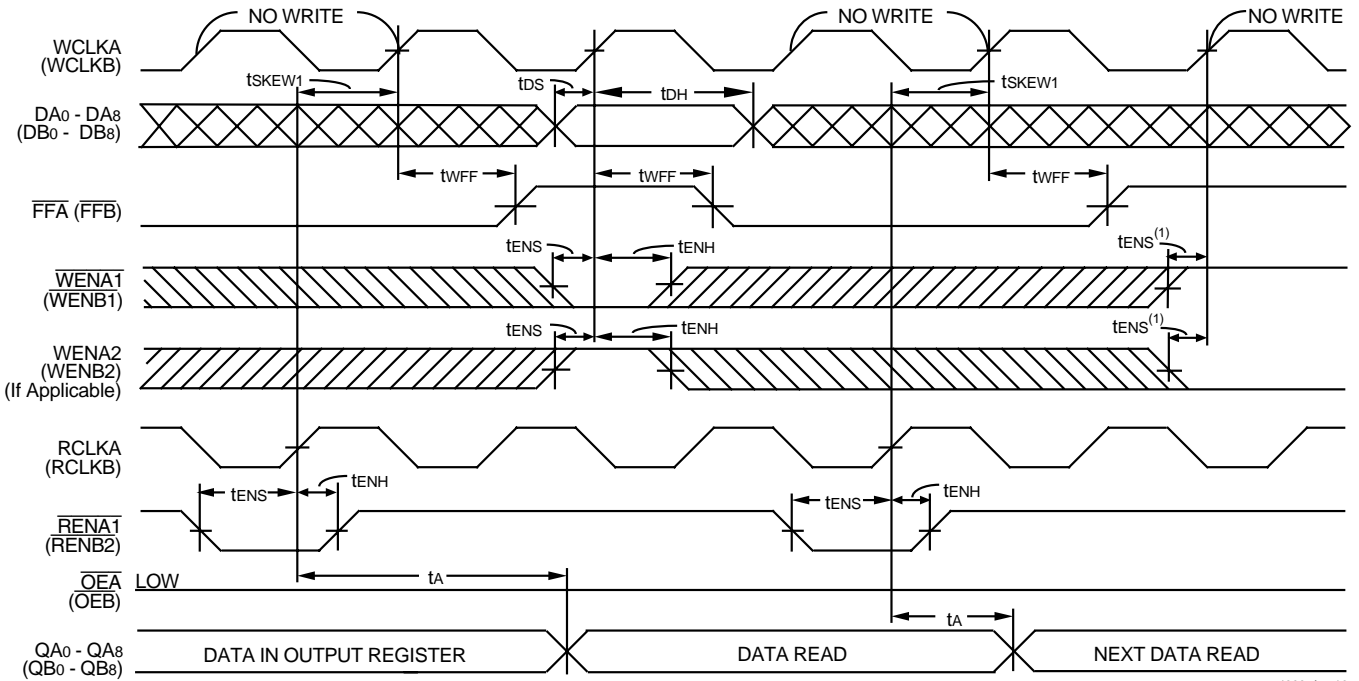 NO WRITE NO WRITE NO WRITE
WCLKA
(WCLKB)
tSKEW1 tDS tDH tSKEW1
DA0 - DA8
(DB0 - DB8)
tWFF tWFF tWFF
FFA (FFB)
tENS tENH tENS(1)
WENA1
(WENB1)
tENS tENH tENS(1)
WENA2
(WENB2)
(If Applicable)
RCLKA
(RCLKB)
tENS tENH tENS tENH
RENA1
(RENB2)
OEA LOW
(OEB)
tA tA
QA0 - QA8
(QB0 - QB8)
DATA IN OUTPUT REGISTER DATA READ NEXT DATA READ